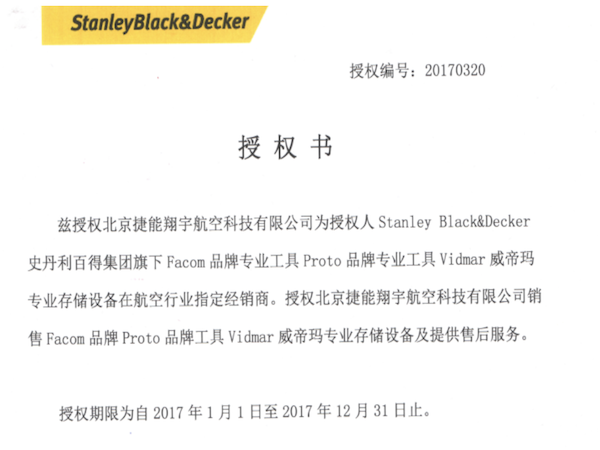 StanleyBlack&Decker
授权编号：20170320
授 权 书
兹授权北京捷能翔宇航空科技有限公司为授权人 Stanley Black&Decker
史丹利百得集团旗下 Facom 品牌专业工具 Proto 品牌专业工具 Vidmar 威帝玛
专业存储设备在航空行业指定经销商。授权北京捷能翔宇航空科技有限公司销
售 Facom 品牌 Proto 品牌工具 Vidmar 威帝玛专业存储设备及提供售后服务。
授权期限为自 2017 年 1 月 1 日至 2017 年 12 月 31 日止。